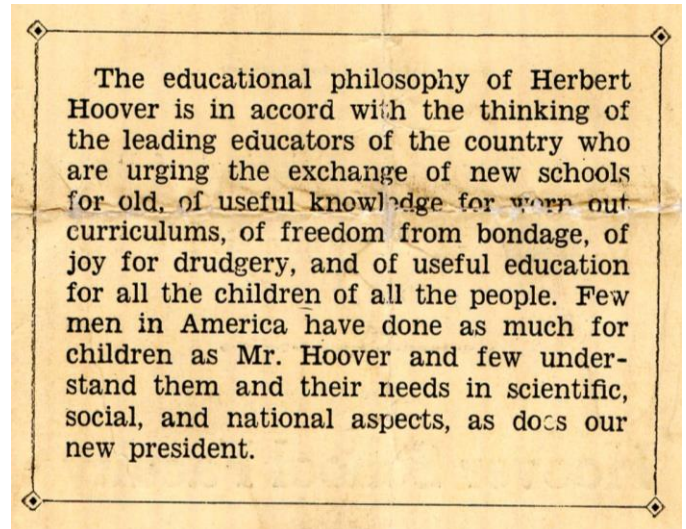 The educational philosophy of Herbert
Hoover is in accord with the thinking of
the leading educators of the country who
are urging the exchange of new schools
for old, of useful knowledge for worn out
curriculums, of freedom from bondage, of
joy for drudgery, and of useful education
for all the children of all the people. Few
men in America have done as much for
children as Mr. Hoover and few under-
stand them and their needs in scientific,
social, and national aspects, as does our
new president.